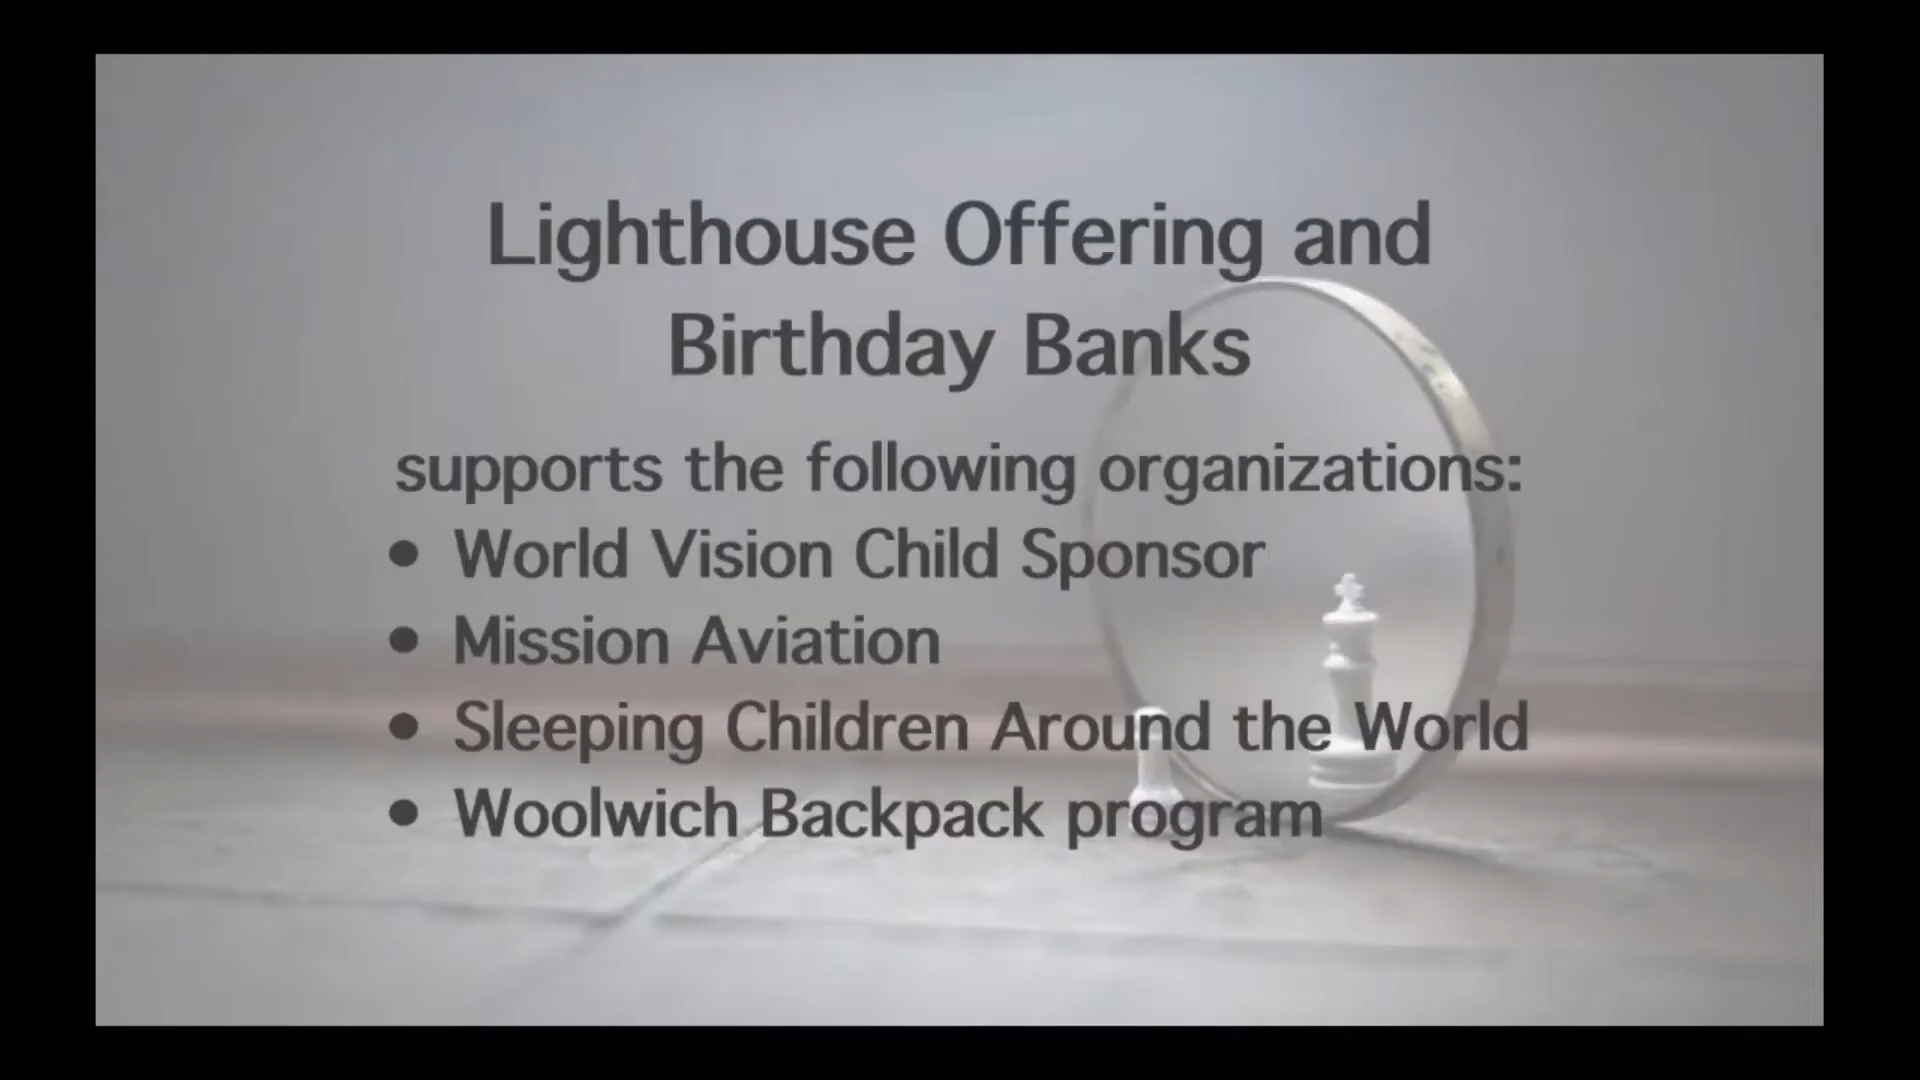 Lighthouse Offering and
Birthday Banks
supports the following organizations:
• World Vision Child Sponsor
• Mission Aviation
• Sleeping Children Around the World
• Woolwich Backpack program